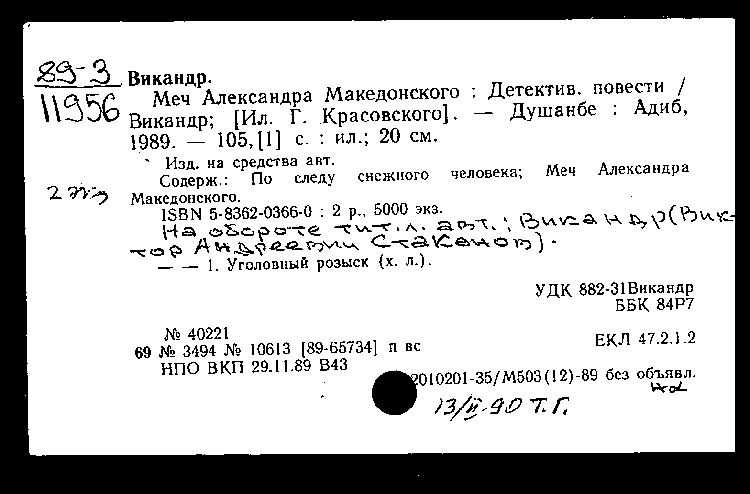 89-3
11956
Викандр.
Меч Александра Македонского : Детектив. повести /
Викандр; [Ил. Г. Красовского]. — Душанбе : Адиб,
1989. — 105,[1] с. : ил.; 20 см.
Изд. на средства авт.
Содерж.: По следу снежного человека; Меч Александра
Македонского.
2 экз
ISBN 5-8362-0366-0 : 2 р., 5000 экз.
На обороте тит. л. авт.: Викандр (Вик-
тор Андреевич Стаканов).
— — 1. Уголовный розыск (х. л.).
УДК 882-31Викандр
ББК 84Р7
№ 40221
69 № 3494 № 10613 [89-65734] п вс
ЕКЛ 47.2.1.2
НПО ВКП 29.11.89 В43
2010201-35/М503(12)-89 без объявл.
13/II-90 Т.Г.